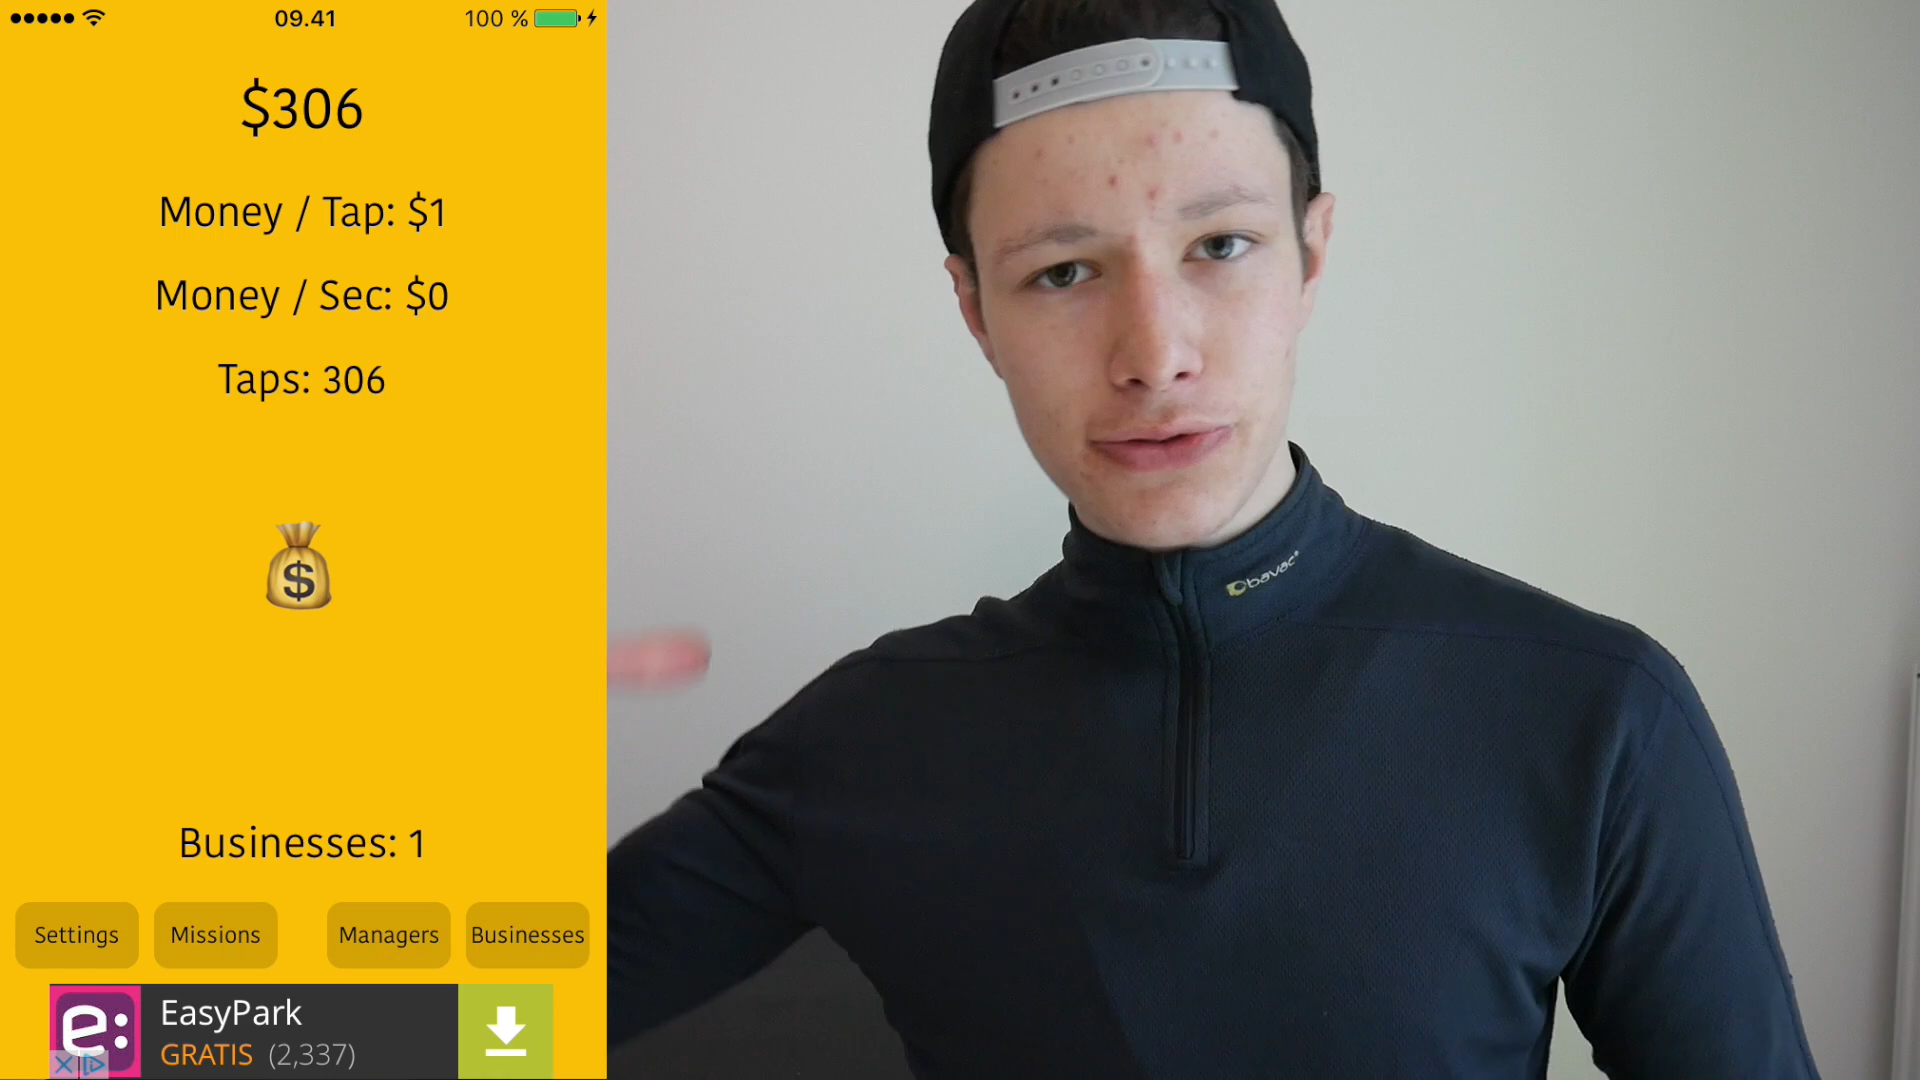 09.41
100 %
$306
Money / Tap: $1
Money / Sec: $0
Taps: 306
$
Businesses: 1
Settings
Missions
Managers
Businesses
e:
EasyPark
GRATIS (2,337)
bavac